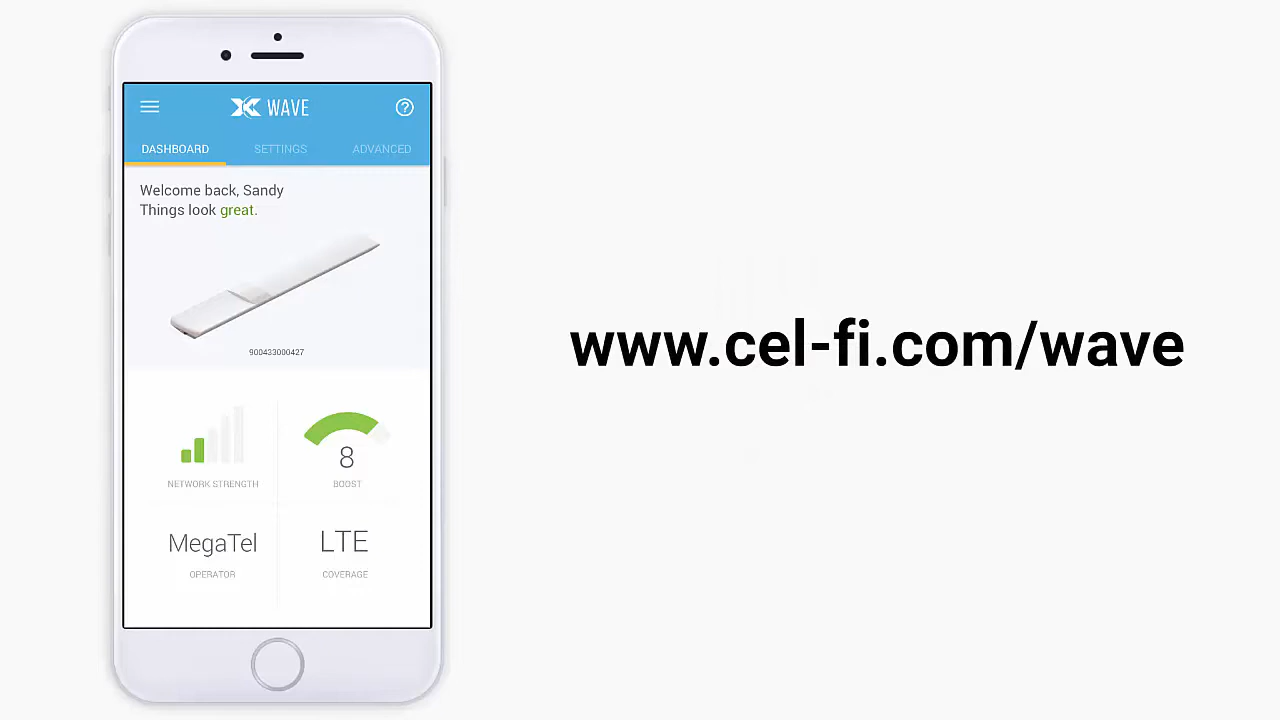 WAVE
DASHBOARD SETTINGS ADVANCED
Welcome back, Sandy
Things look great.
900433000427
8
NETWORK STRENGTH BOOST
MegaTel LTE
OPERATOR COVERAGE
www.cel-fi.com/wave